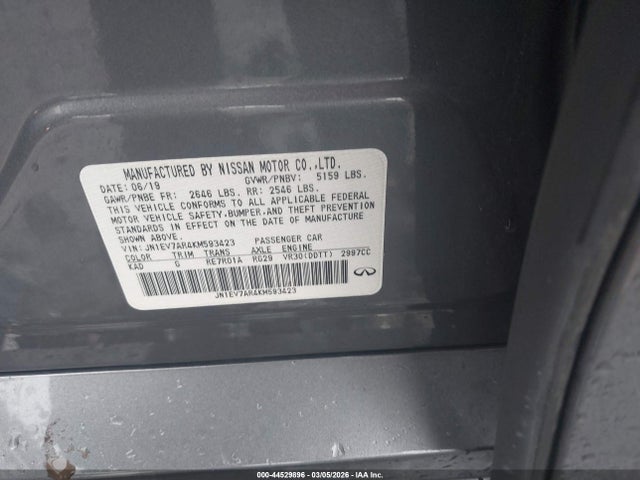 MANUFACTURED BY NISSAN MOTOR CO.,LTD.
DATE: 06/19 GVWR/PNBV: 5159 LBS.
GAWR/PNBE FR: 2646 LBS. RR: 2546 LBS.
THIS VEHICLE CONFORMS TO ALL APPLICABLE FEDERAL
MOTOR VEHICLE SAFETY, BUMPER, AND THEFT PREVENTION
STANDARDS IN EFFECT ON THE DATE OF MANUFACTURE
SHOWN ABOVE.
VIN: JN1EV7AR4KM593423 PASSENGER CAR
COLOR TRIM TRANS AXLE ENGINE
KAD G RE7R01A RG29 VR30(DDTT) 2997CC
JN1EV7AR4KM593423
INFINITI
000-44529896 - 03/05/2026 - IAA Inc.